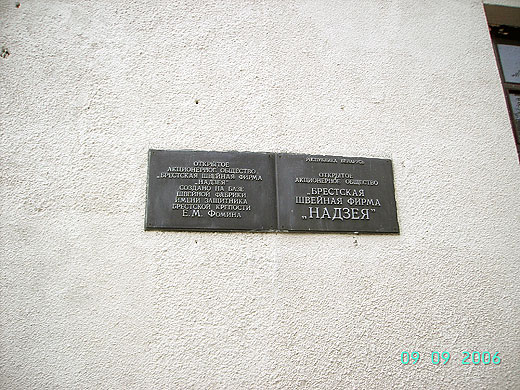 ОТКРЫТОЕ
АКЦИОНЕРНОЕ ОБЩЕСТВО
„БРЕСТСКАЯ ШВЕЙНАЯ ФИРМА
„НАДЗЕЯ
СОЗДАНО НА БАЗЕ
ШВЕЙНОЙ ФАБРИКИ
ИМЕНИ ЗАЩИТНИКА
БРЕСТСКОЙ КРЕПОСТИ
Е.М. ФОМИНА
РЭСПУБЛИКА БЕЛАРУСЬ
ОТКРЫТОЕ
АКЦИОНЕРНОЕ ОБЩЕСТВО
„БРЕСТСКАЯ
ШВЕЙНАЯ ФИРМА
„НАДЗЕЯ"
09 09 2006